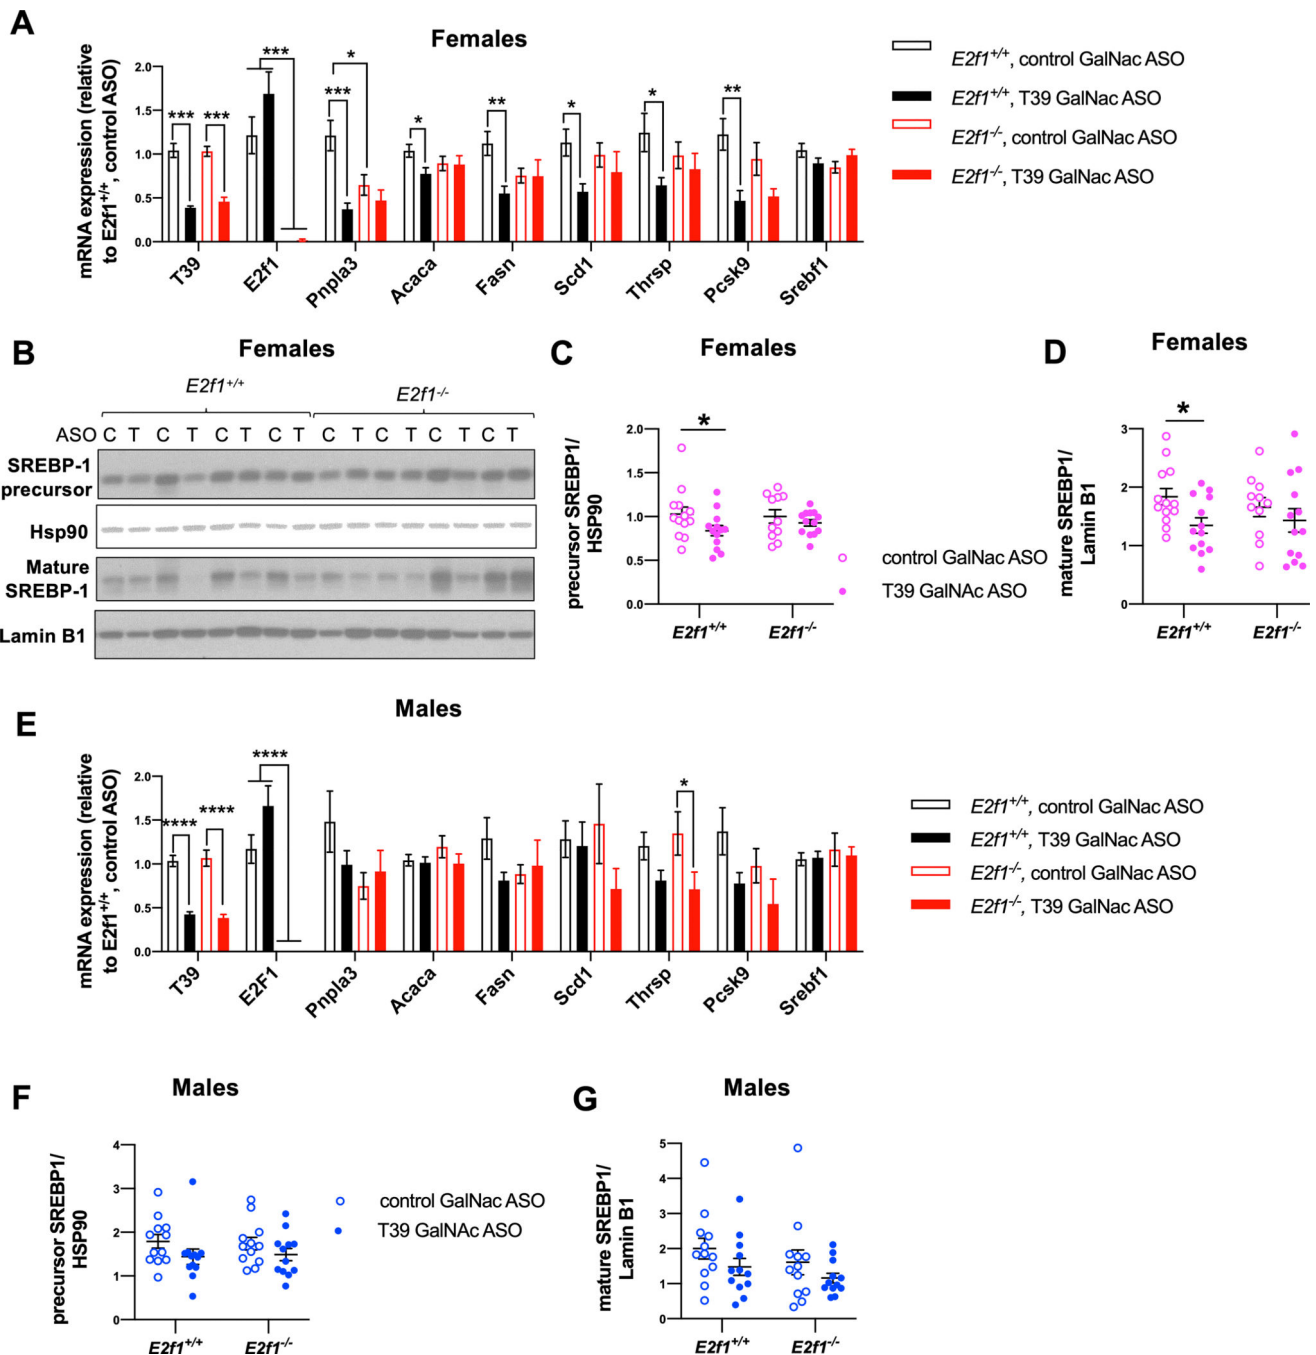 A
Females
mRNA expression (relative
to E2f1+/+, control ASO)
2.0
1.5
1.0
0.5
0.0
*** *** *** *** * * ** * * **
T39 E2f1 Pnpla3 Acaca Fasn Scd1 Thrsp Pcsk9 Srebf1
E2f1+/+, control GalNac ASO
E2f1+/+, T39 GalNac ASO
E2f1-/-, control GalNac ASO
E2f1-/-, T39 GalNac ASO
B
Females
E2f1+/+ E2f1-/-
ASO C T C T C T C T C T C T C T C T
SREBP-1
precursor
Hsp90
Mature
SREBP-1
Lamin B1
C
Females
precursor SREBP1/
HSP90
2.0
1.5
1.0
0.5
0.0
*
E2f1+/+ E2f1-/-
control GalNac ASO
T39 GalNAc ASO
D
Females
mature SREBP1/
Lamin B1
3
2
1
0
*
E2f1+/+ E2f1-/-
E
Males
mRNA expression (relative
to E2f1+/+, control ASO)
2.0
1.5
1.0
0.5
0.0
**** **** **** *
T39 E2F1 Pnpla3 Acaca Fasn Scd1 Thrsp Pcsk9 Srebf1
E2f1+/+, control GalNac ASO
E2f1+/+, T39 GalNac ASO
E2f1-/-, control GalNac ASO
E2f1-/-, T39 GalNac ASO
F
Males
precursor SREBP1/
HSP90
4
3
2
1
0
E2f1+/+ E2f1-/-
control GalNac ASO
T39 GalNAc ASO
G
Males
mature SREBP1/
Lamin B1
5
4
3
2
1
0
E2f1+/+ E2f1-/-